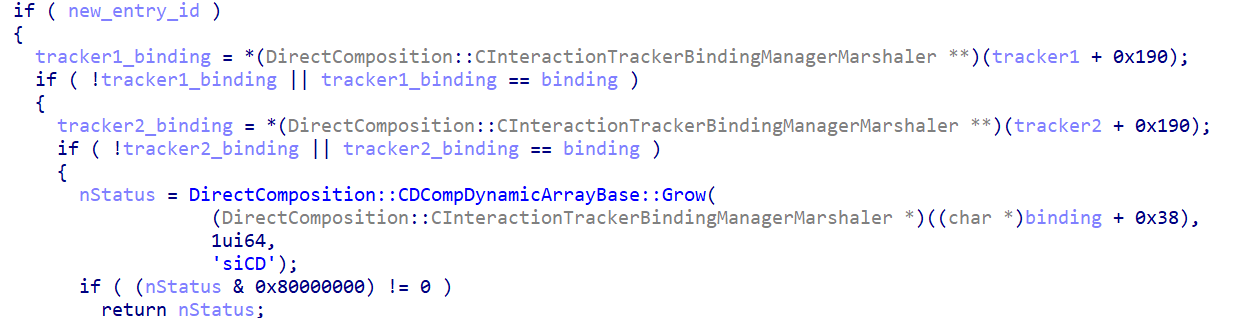 if ( new_entry_id )
{
tracker1_binding = *(DirectComposition::CInteractionTrackerBindingManagerMarshaler **)(tracker1 + 0x190);
if ( !tracker1_binding || tracker1_binding == binding )
{
tracker2_binding = *(DirectComposition::CInteractionTrackerBindingManagerMarshaler **)(tracker2 + 0x190);
if ( !tracker2_binding || tracker2_binding == binding )
{
nStatus = DirectComposition::CDCompDynamicArrayBase::Grow(
(DirectComposition::CInteractionTrackerBindingManagerMarshaler *)((char *)binding + 0x38),
1ui64,
'siCD');
if ( (nStatus & 0x80000000) != 0 )
return nStatus;